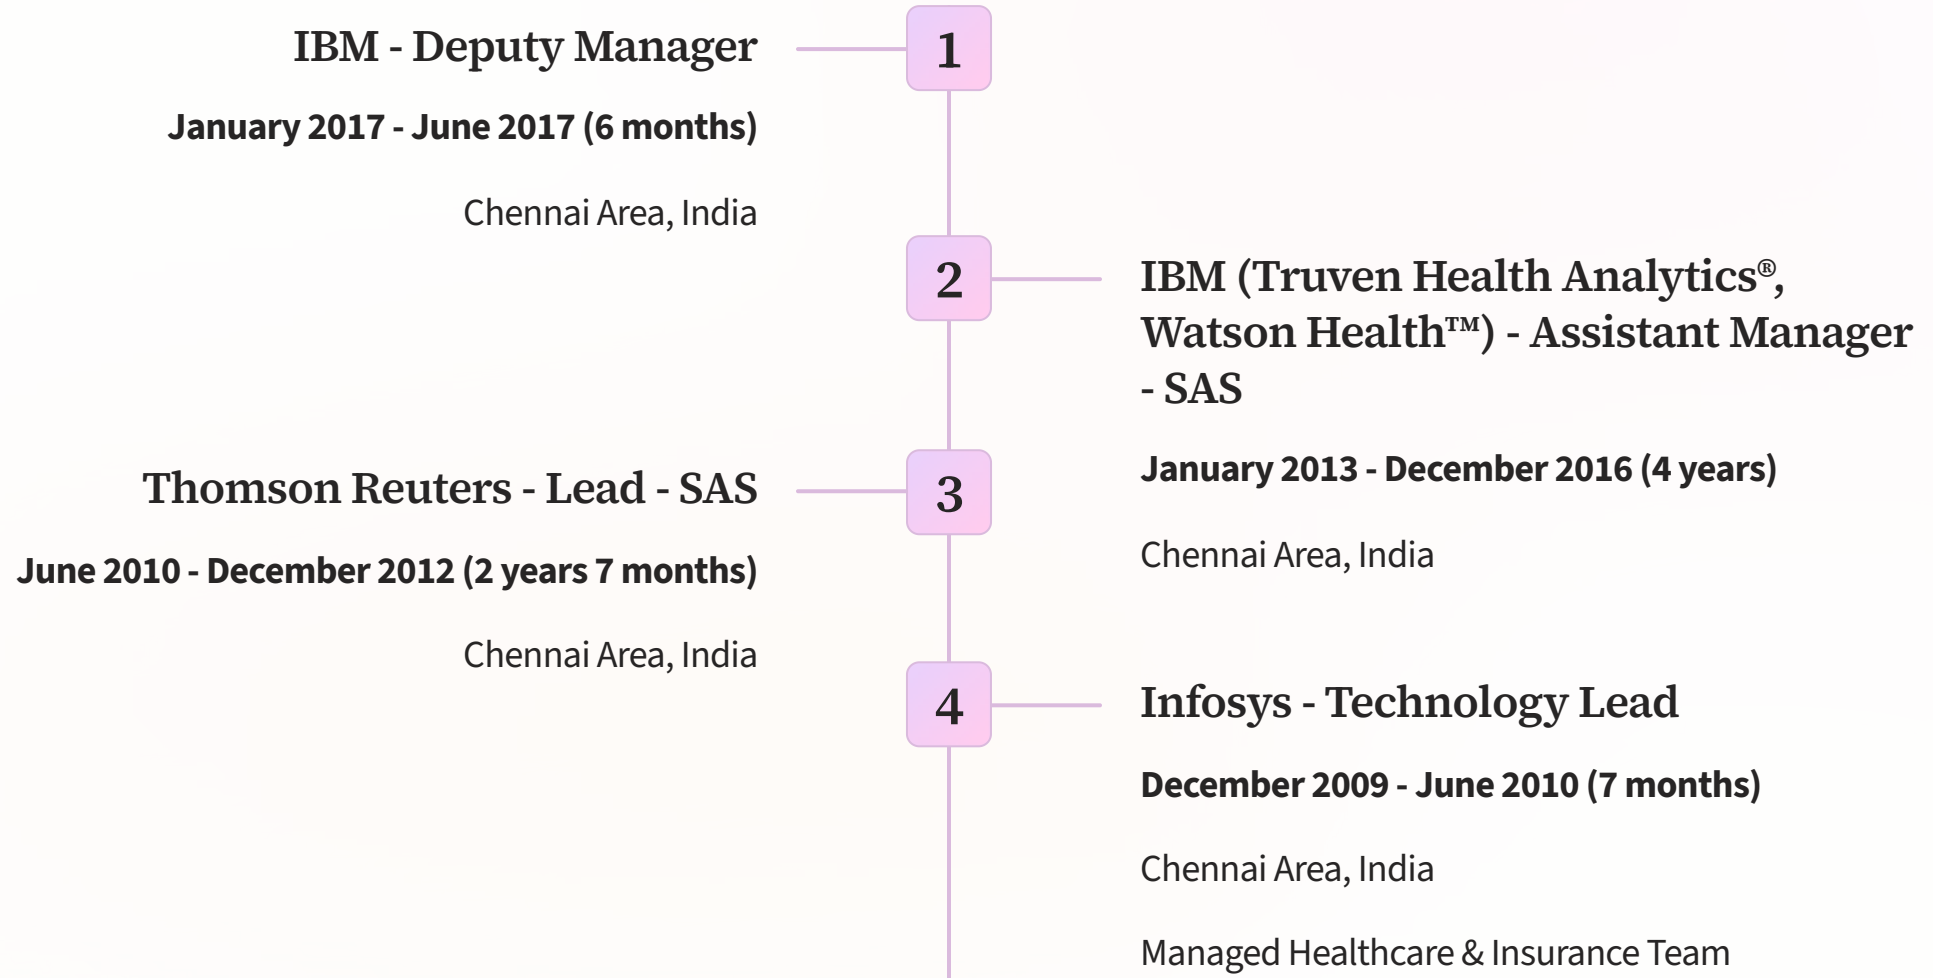 1
IBM - Deputy Manager
January 2017 - June 2017 (6 months)
Chennai Area, India
2
IBM (Truven Health Analytics®,
Watson Health™) - Assistant Manager
- SAS
January 2013 - December 2016 (4 years)
Chennai Area, India
3
Thomson Reuters - Lead - SAS
June 2010 - December 2012 (2 years 7 months)
Chennai Area, India
4
Infosys - Technology Lead
December 2009 - June 2010 (7 months)
Chennai Area, India
Managed Healthcare & Insurance Team